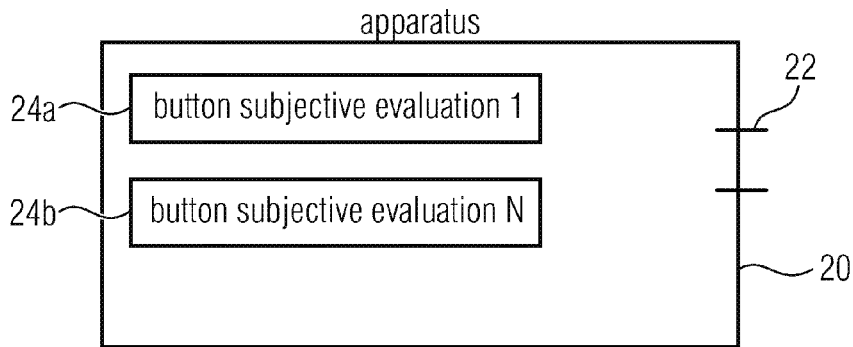 apparatus
24a
button subjective evaluation 1
22
24b
button subjective evaluation N
20